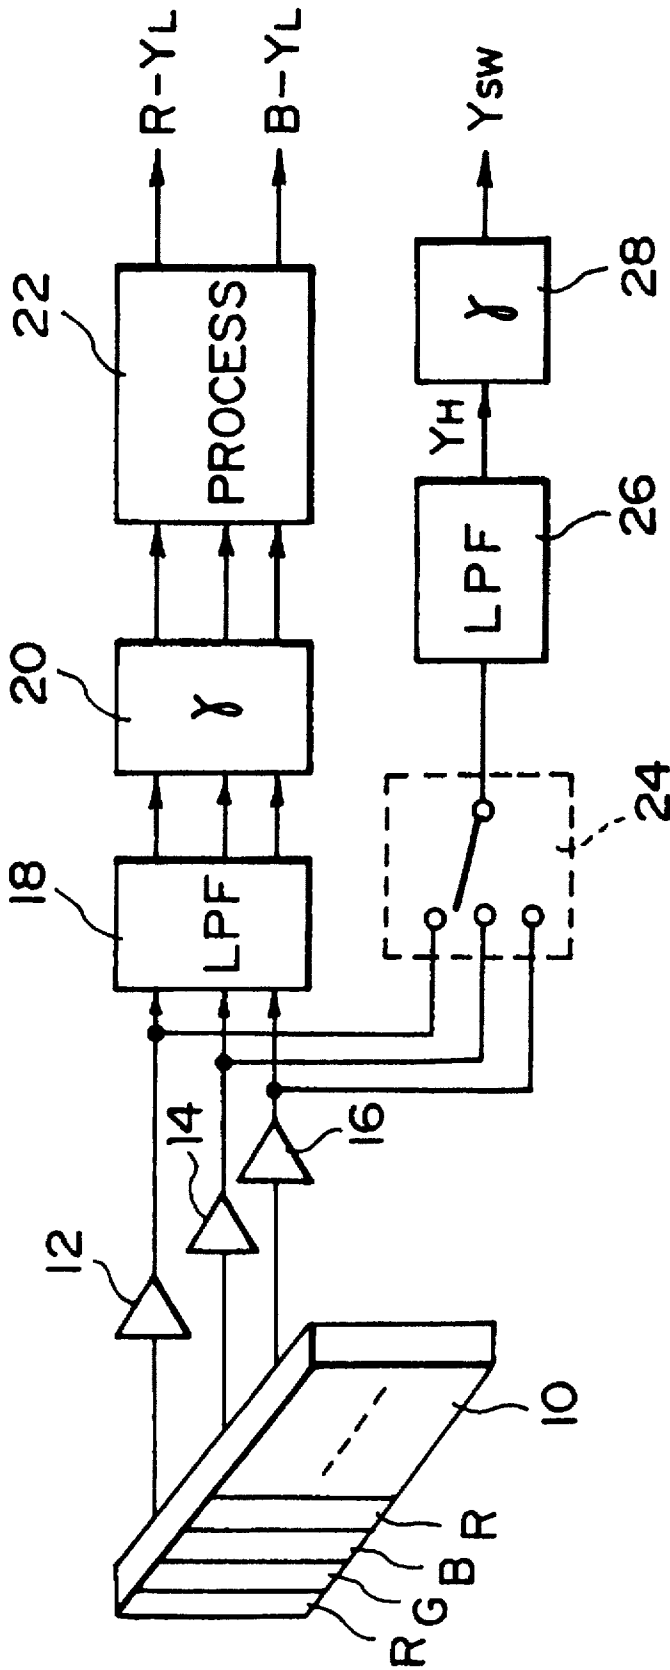 12
14
16
18
LPF
20
γ
22
PROCESS
R-YL
B-YL
R
G
B
R
10
24
LPF
26
YH
γ
28
YSW